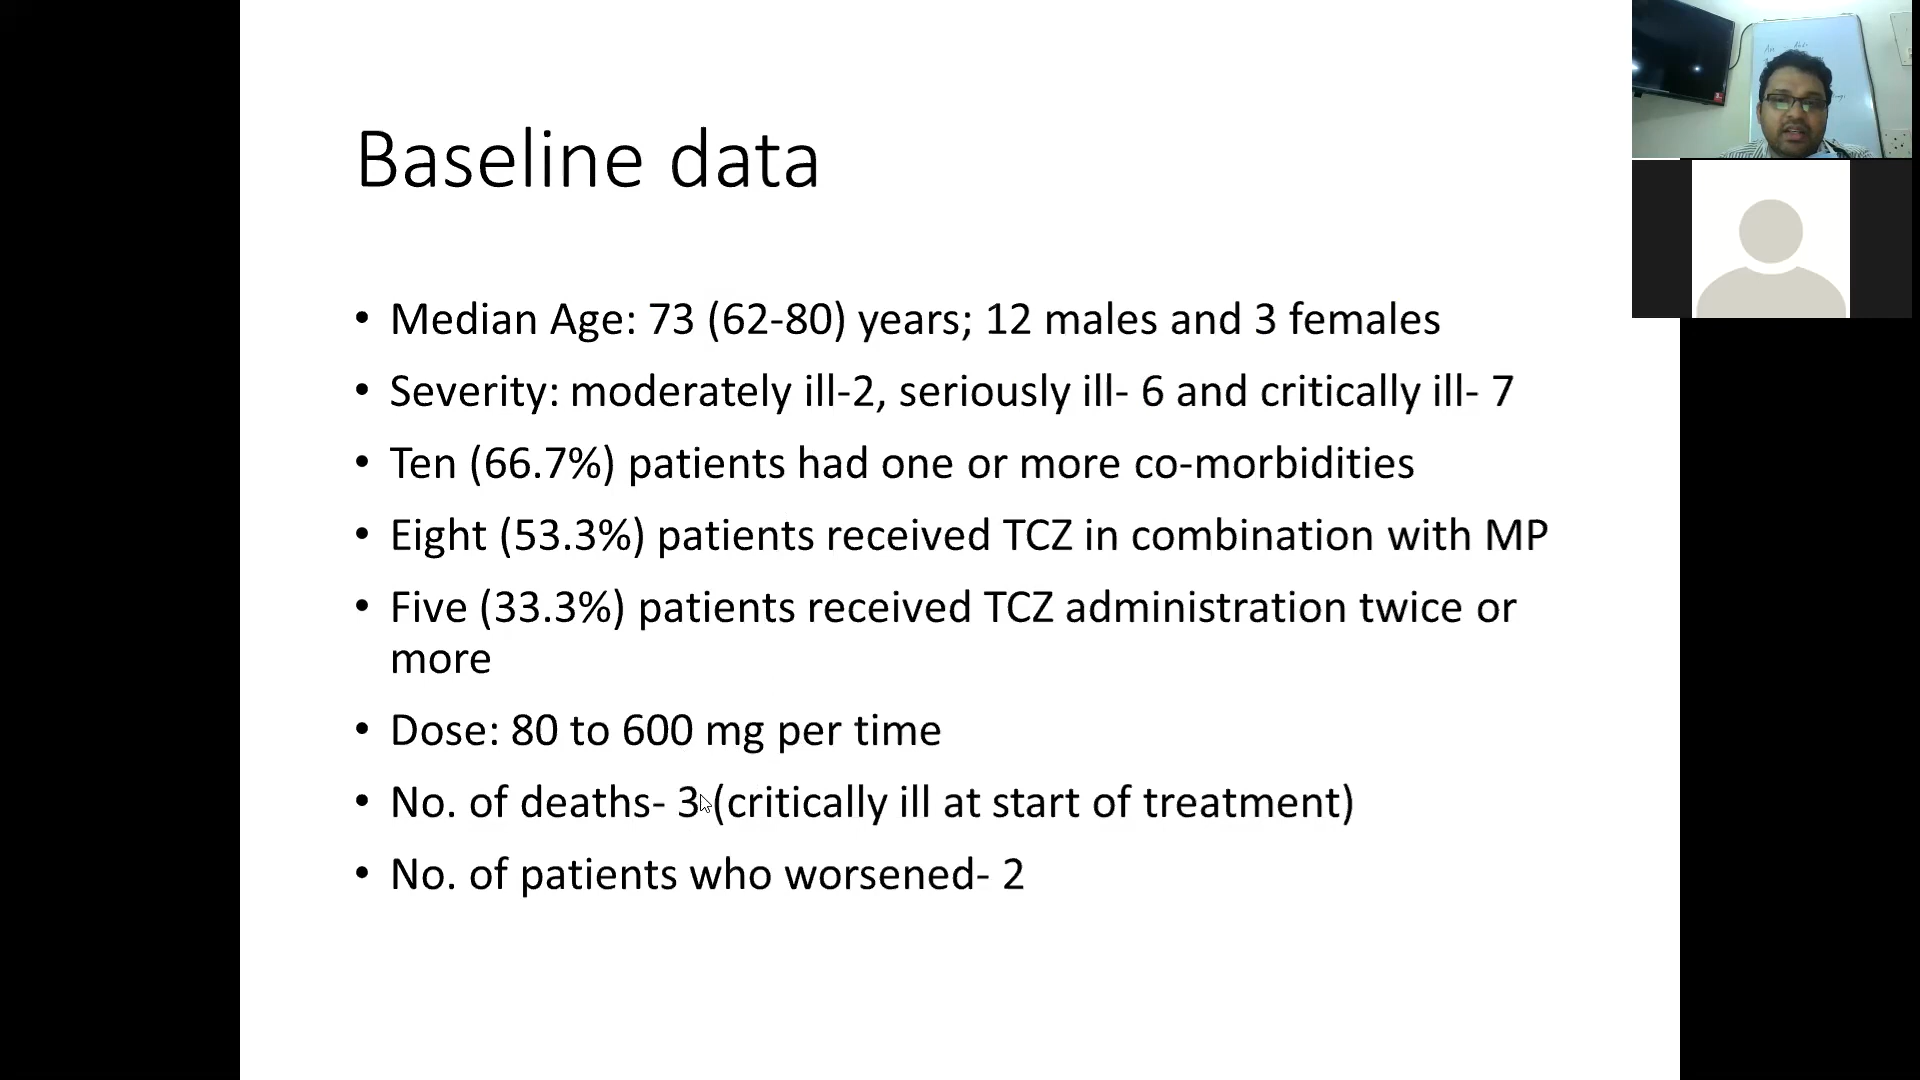 Baseline data
• Median Age: 73 (62-80) years; 12 males and 3 females
• Severity: moderately ill-2, seriously ill- 6 and critically ill- 7
• Ten (66.7%) patients had one or more co-morbidities
• Eight (53.3%) patients received TCZ in combination with MP
• Five (33.3%) patients received TCZ administration twice or
more
• Dose: 80 to 600 mg per time
• No. of deaths- 3 (critically ill at start of treatment)
• No. of patients who worsened- 2